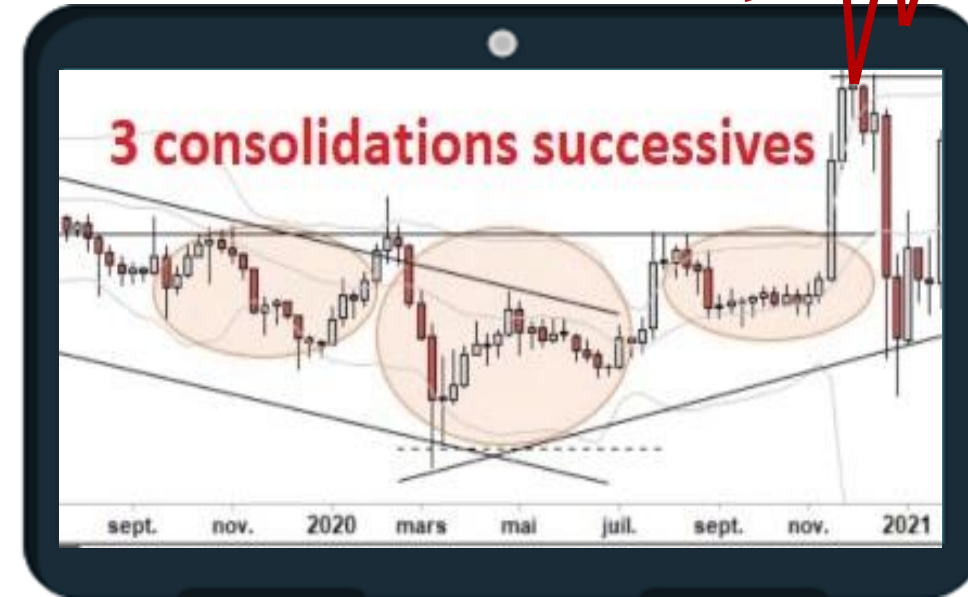 3 consolidations successives
sept. nov. 2020 mars mai juil. sept. nov. 2021